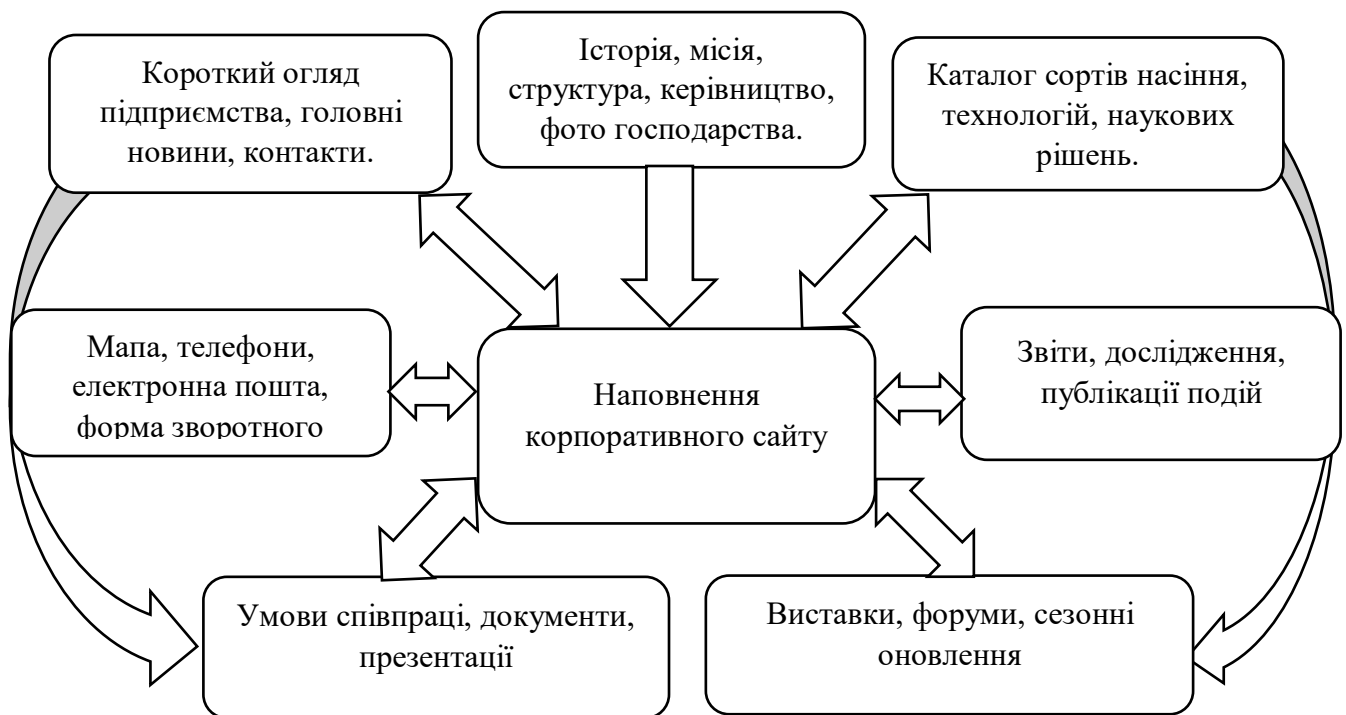 Короткий огляд
підприємства, головні
новини, контакти.
Історія, місія,
структура, керівництво,
фото господарства.
Каталог сортів насіння,
технологій, наукових
рішень.
Мапа, телефони,
електронна пошта,
форма зворотного
Наповнення
корпоративного сайту
Звіти, дослідження,
публікації подій
Умови співпраці, документи,
презентації
Виставки, форуми, сезонні
оновлення